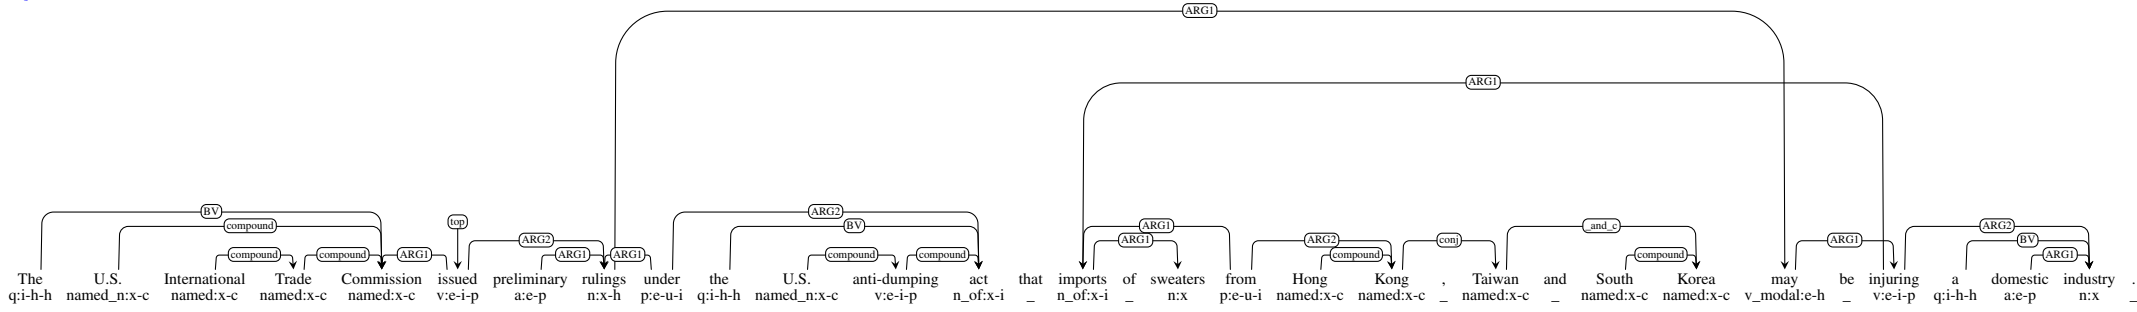 ARG1
ARG1
BV ARG2
compound top BV ARG1 _and_c ARG2
ARG2 ARG1 ARG2 conj ARG1 BV
compound compound ARG1 ARG1 ARG1 compound compound compound compound ARG1
The U.S. International Trade Commission issued preliminary rulings under the U.S. anti-dumping act that imports of sweaters from Hong Kong , Taiwan and South Korea may be injuring a domestic industry .
q:i-h-h named_n:x-c named:x-c named:x-c named:x-c v:e-i-p a:e-p n:x-h p:e-u-i q:i-h-h named_n:x-c v:e-i-p n_of:x-i _ n_of:x-i _ n:x p:e-u-i named:x-c named:x-c _ named:x-c _ named:x-c named:x-c v_modal:e-h _ v:e-i-p q:i-h-h a:e-p n:x _